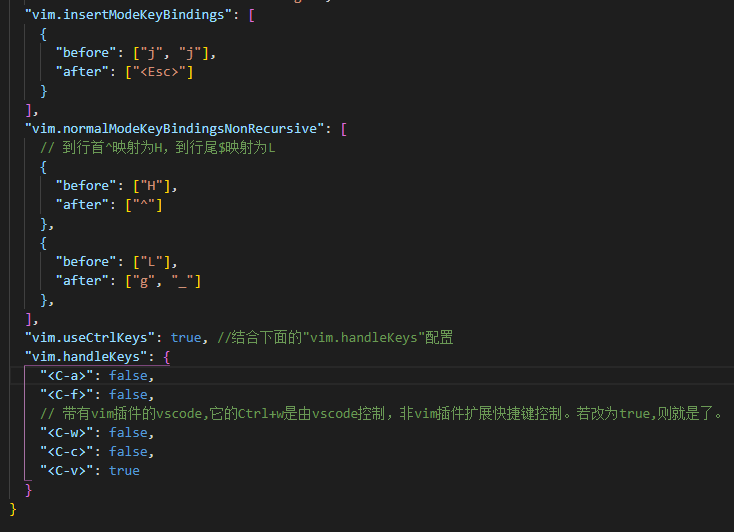 "vim.insertModeKeyBindings": [
{
"before": ["j", "j"],
"after": ["<Esc>"]
}
],
"vim.normalModeKeyBindingsNonRecursive": [
// 到行首^映射为H，到行尾$映射为L
{
"before": ["H"],
"after": ["^"]
},
{
"before": ["L"],
"after": ["g", "_"]
},
],
"vim.useCtrlKeys": true, //结合下面的"vim.handleKeys"配置
"vim.handleKeys": {
"<C-a>": false,
"<C-f>": false,
// 带有vim插件的vscode,它的Ctrl+w是由vscode控制，非vim插件扩展快捷键控制。若改为true,则就是了。
"<C-w>": false,
"<C-c>": false,
"<C-v>": true
}
}